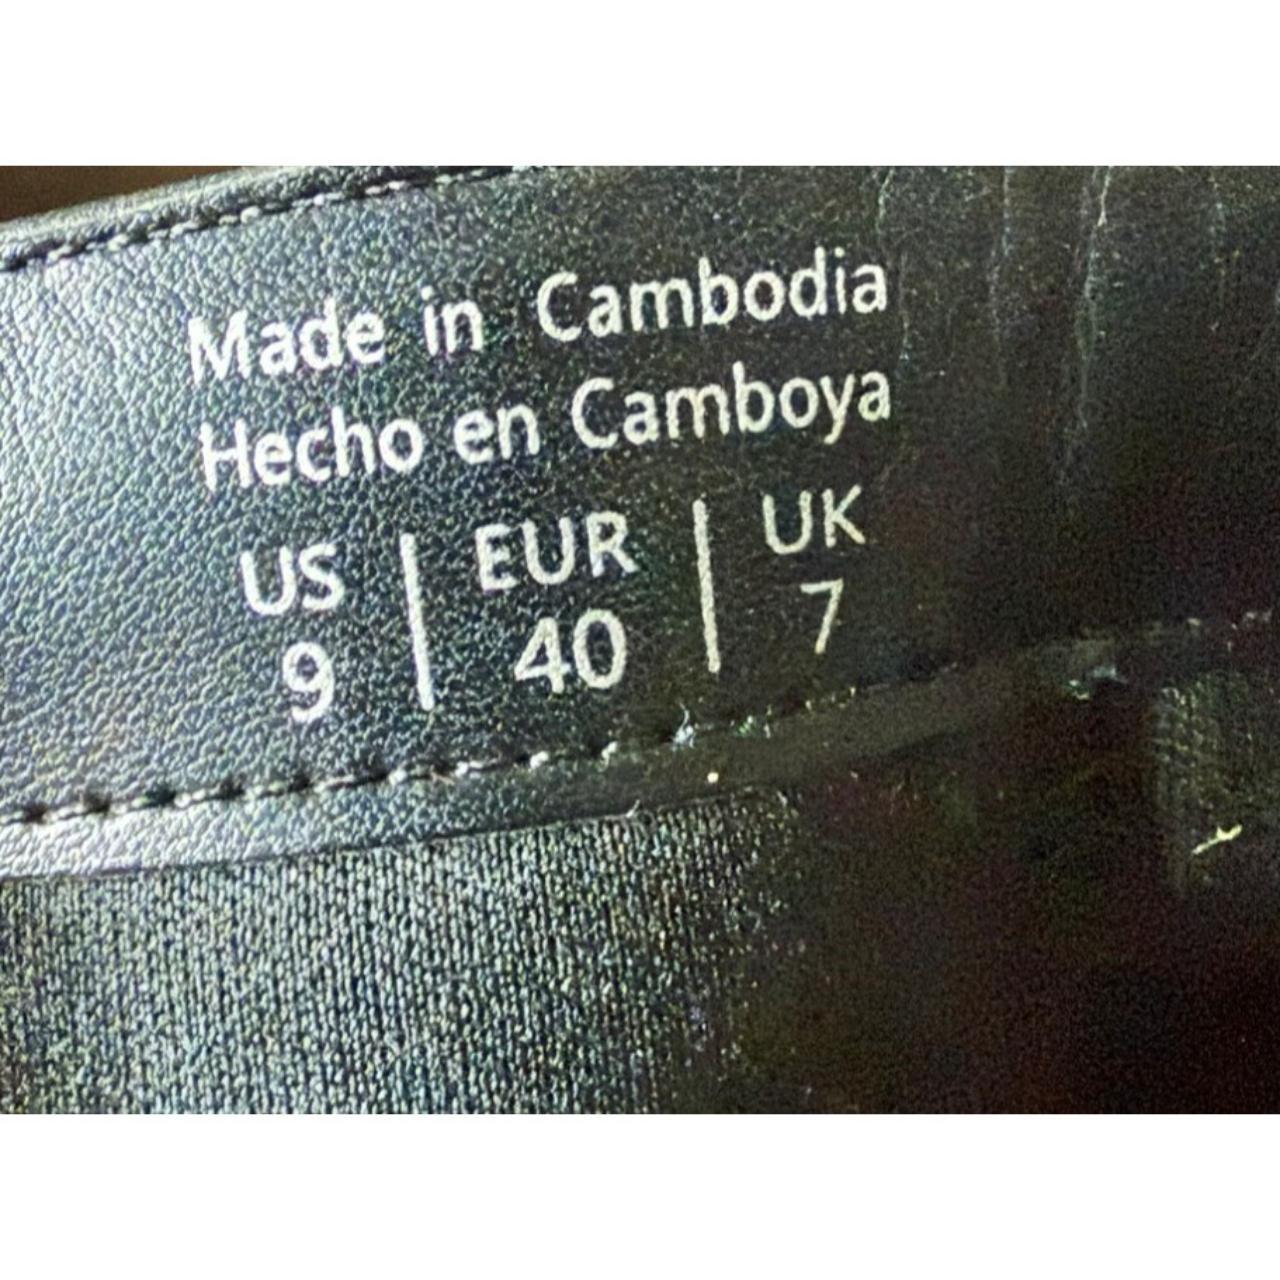 Made in Cambodia
Hecho en Camboya
US | EUR | UK
9 | 40 | 7